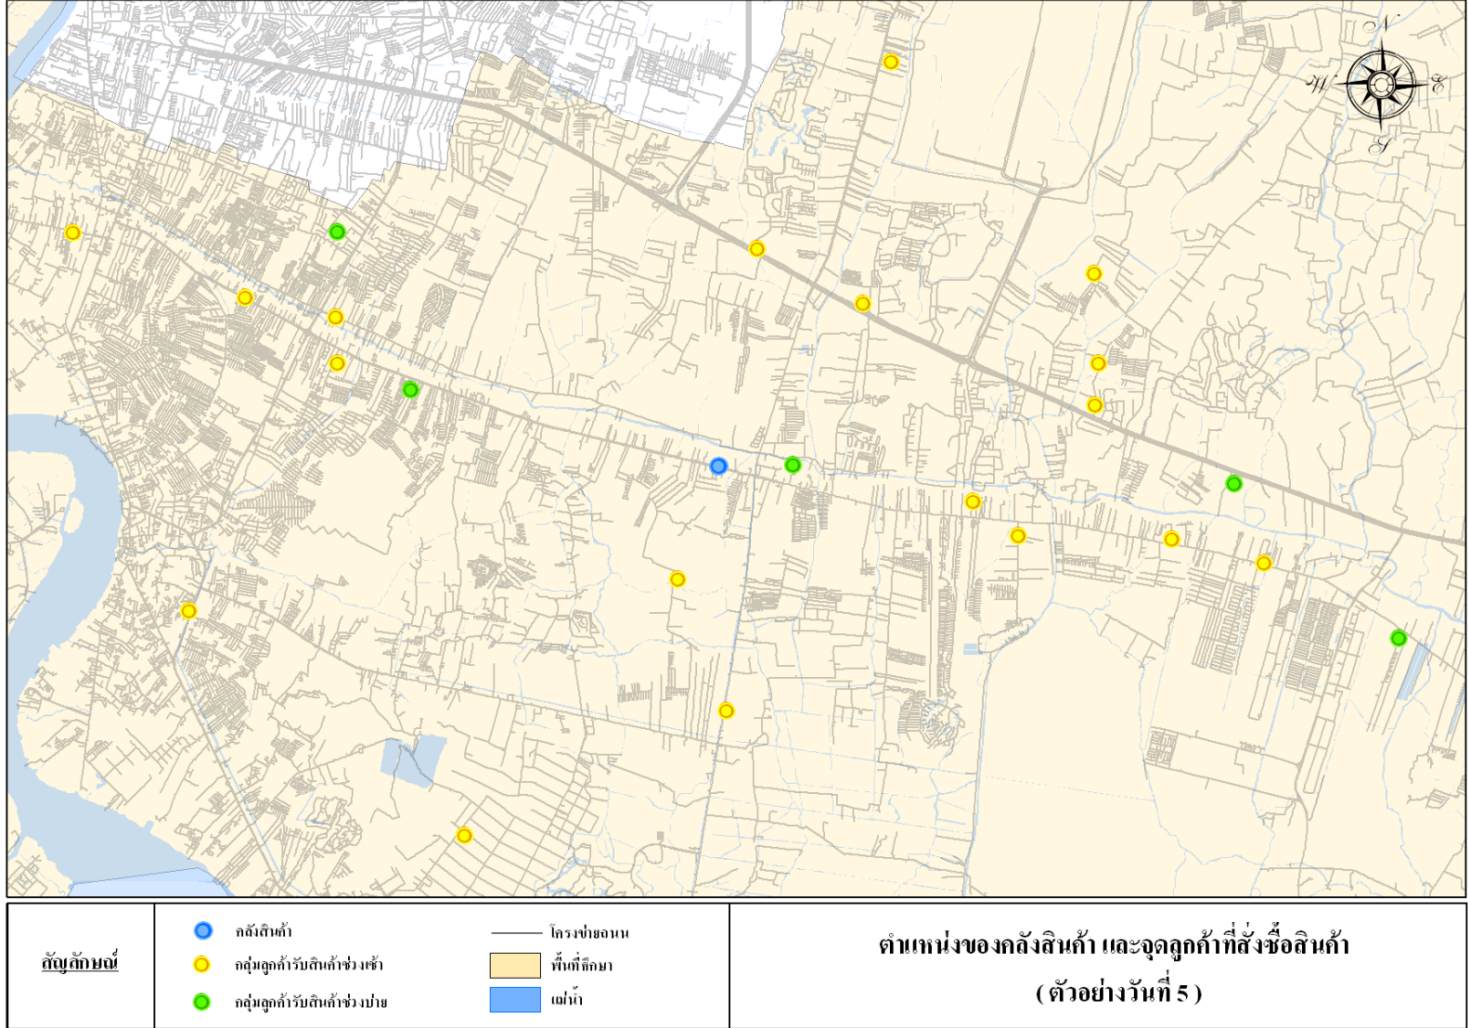 N
W
E
S
สัญลักษณ์
คลังสินค้า
กลุ่มลูกค้ารับสินค้าช่วงเช้า
กลุ่มลูกค้ารับสินค้าช่วงบ่าย
โครงข่ายถนน
พื้นที่ศึกษา
แม่น้ำ
ตำแหน่งของคลังสินค้า และจุดลูกค้าที่สั่งซื้อสินค้า
( ตัวอย่างวันที่ 5 )